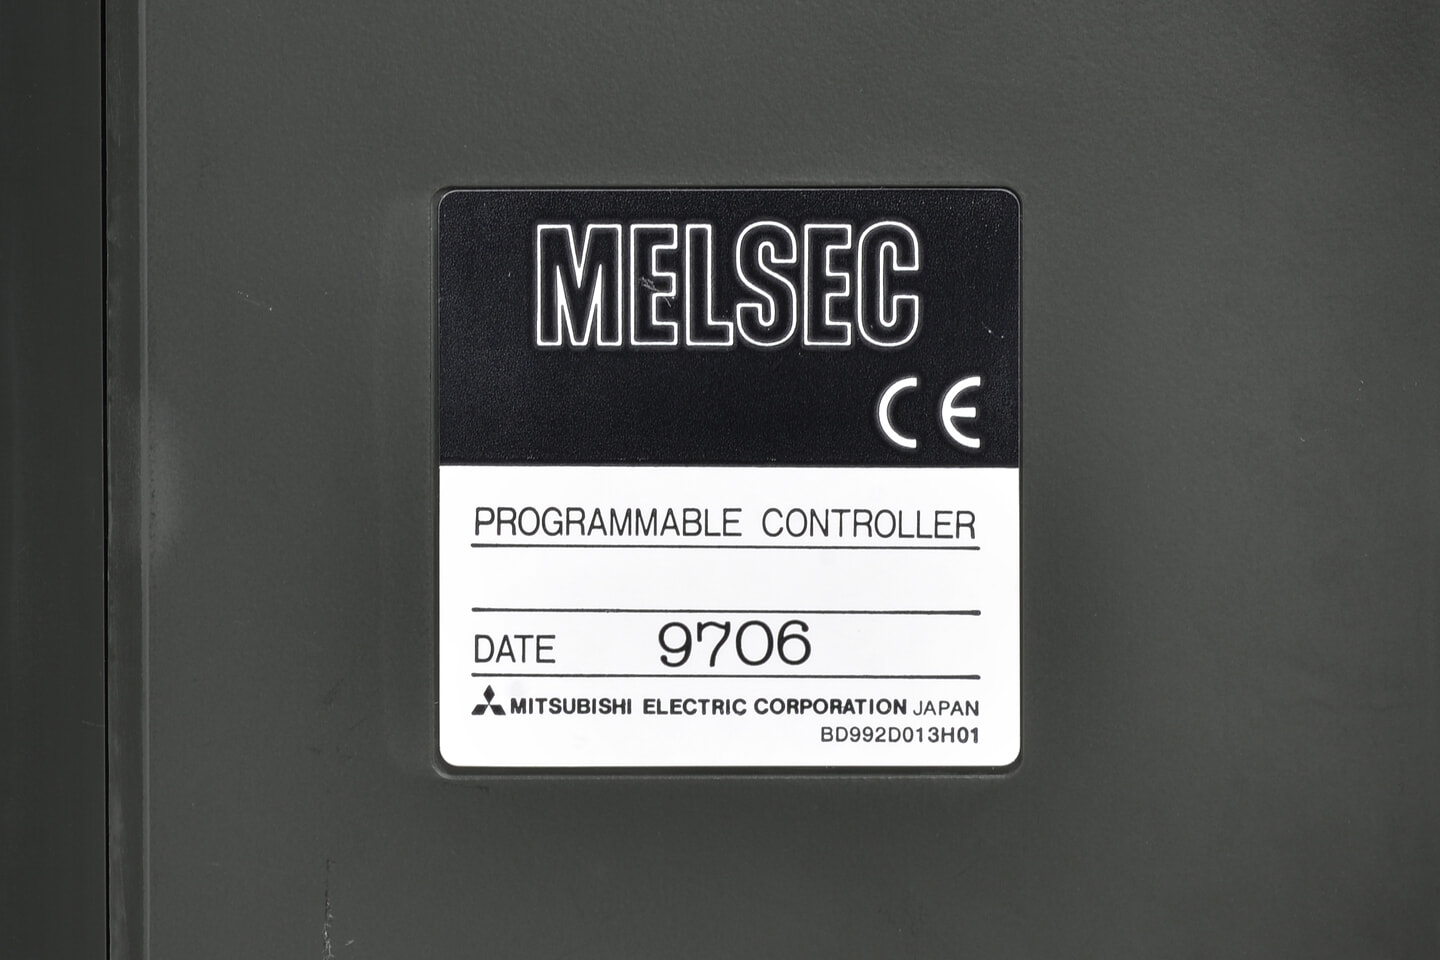 MELSEC
CE
PROGRAMMABLE CONTROLLER
DATE 9706
MITSUBISHI ELECTRIC CORPORATION JAPAN
BD992D013H01